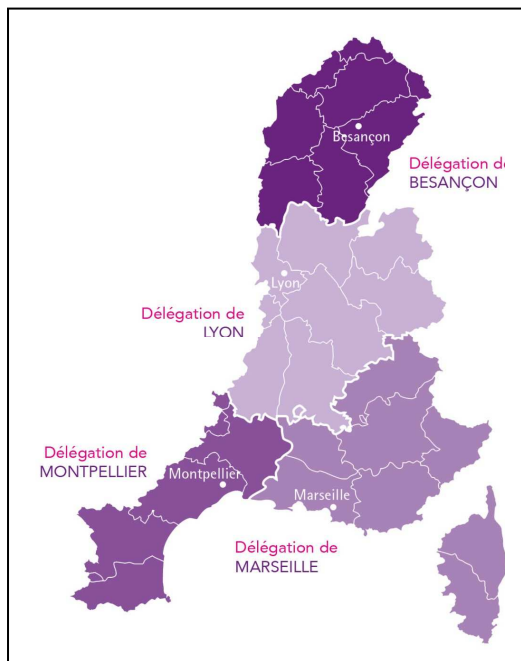 Besançon
Délégation de
BESANÇON
Lyon
Délégation de
LYON
Délégation de
MONTPELLIER
Montpellier
Marseille
Délégation de
MARSEILLE